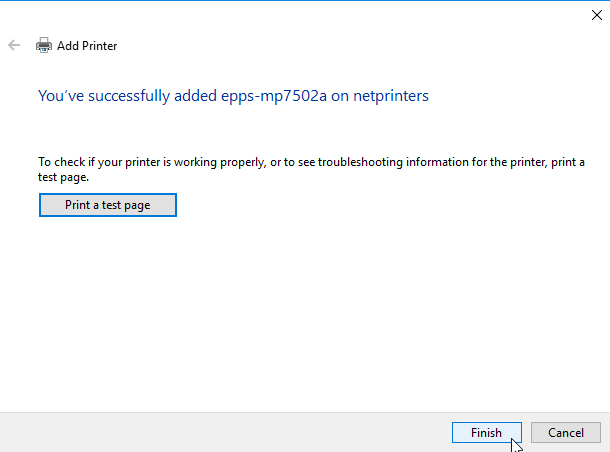 Add Printer
You've successfully added epps-mp7502a on netprinters
To check if your printer is working properly, or to see troubleshooting information for the printer, print a
test page.
Print a test page
Finish
Cancel